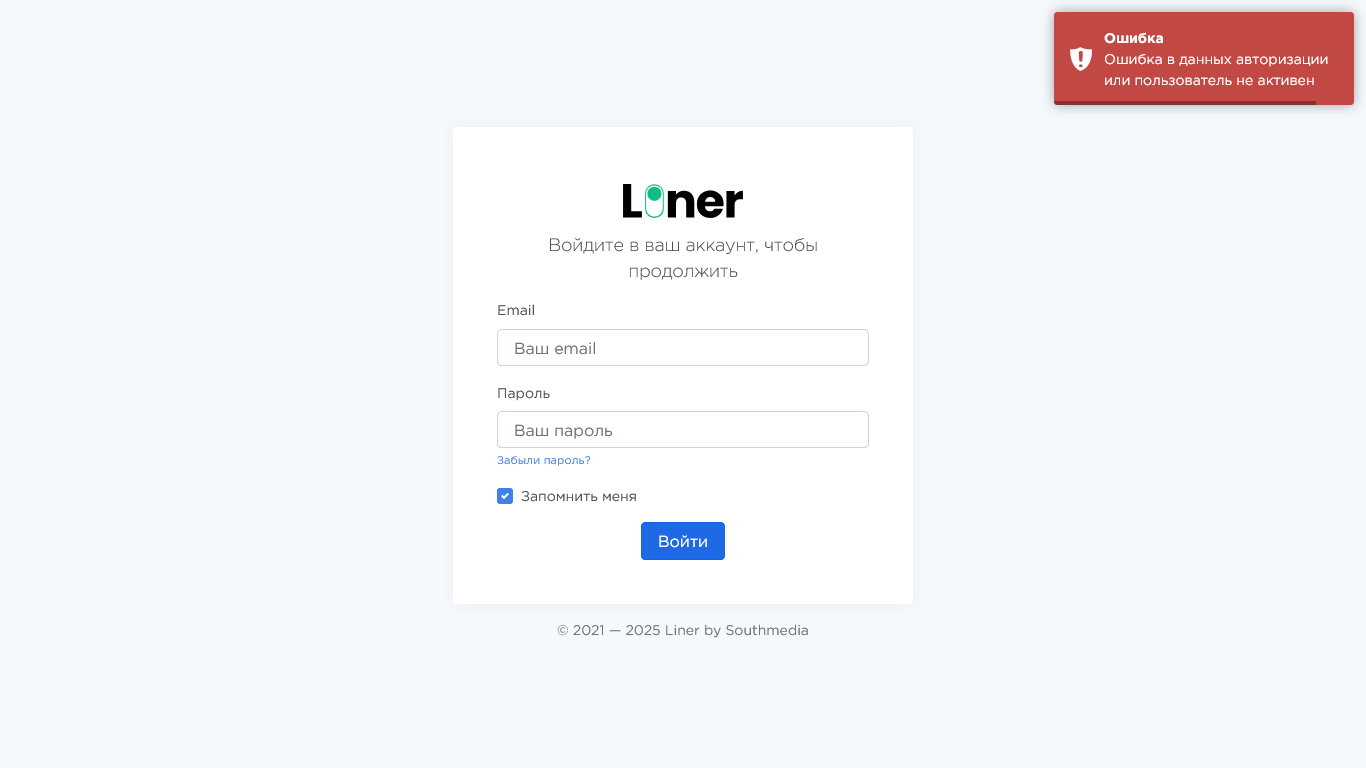 Ошибка
Ошибка в данных авторизации
или пользователь не активен
Liner
Войдите в ваш аккаунт, чтобы
продолжить
Email
Ваш email
Пароль
Ваш пароль
Забыли пароль?
Запомнить меня
Войти
© 2021 — 2025 Liner by Southmedia